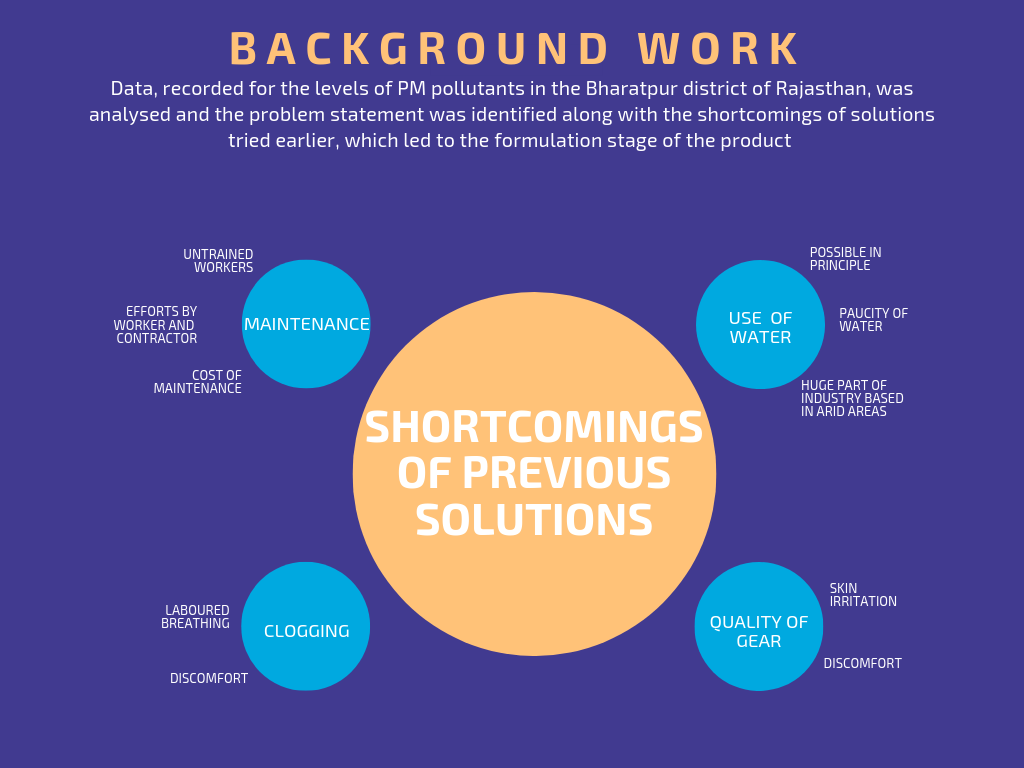 BACKGROUND WORK
Data, recorded for the levels of PM pollutants in the Bharatpur district of Rajasthan, was
analysed and the problem statement was identified along with the shortcomings of solutions
tried earlier, which led to the formulation stage of the product
UNTRAINED
WORKERS
EFFORTS BY
WORKER AND
CONTRACTOR
COST OF
MAINTENANCE
MAINTENANCE
POSSIBLE IN
PRINCIPLE
USE OF
WATER
PAUCITY OF
WATER
HUGE PART OF
INDUSTRY BASED
IN ARID AREAS
SHORTCOMINGS
OF PREVIOUS
SOLUTIONS
LABOURED
BREATHING
DISCOMFORT
CLOGGING
QUALITY OF
GEAR
SKIN
IRRITATION
DISCOMFORT